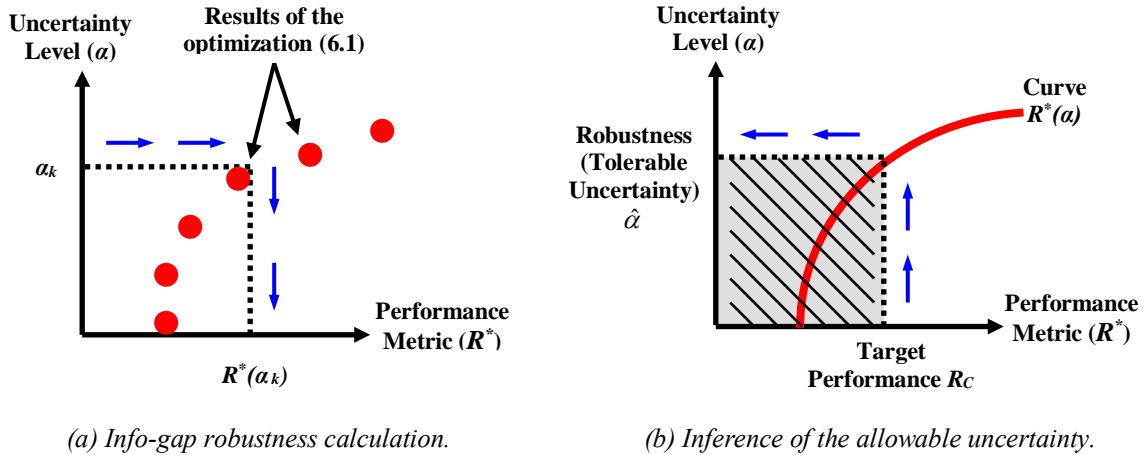 Uncertainty
Level (α)
Results of the
optimization (6.1)
αk
Performance
Metric (R*)
R*(αk)
(a) Info-gap robustness calculation.
Uncertainty
Level (α)
Curve
R*(α)
Robustness
(Tolerable
Uncertainty)
α̂
Performance
Metric (R*)
Target
Performance RC
(b) Inference of the allowable uncertainty.